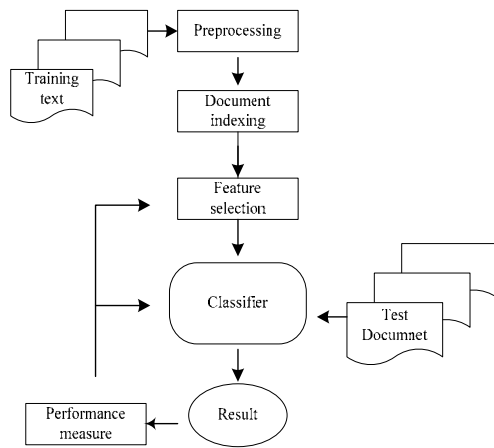 Preprocessing
Training
text
Document
indexing
Feature
selection
Classifier
Test
Documnet
Result
Performance
measure